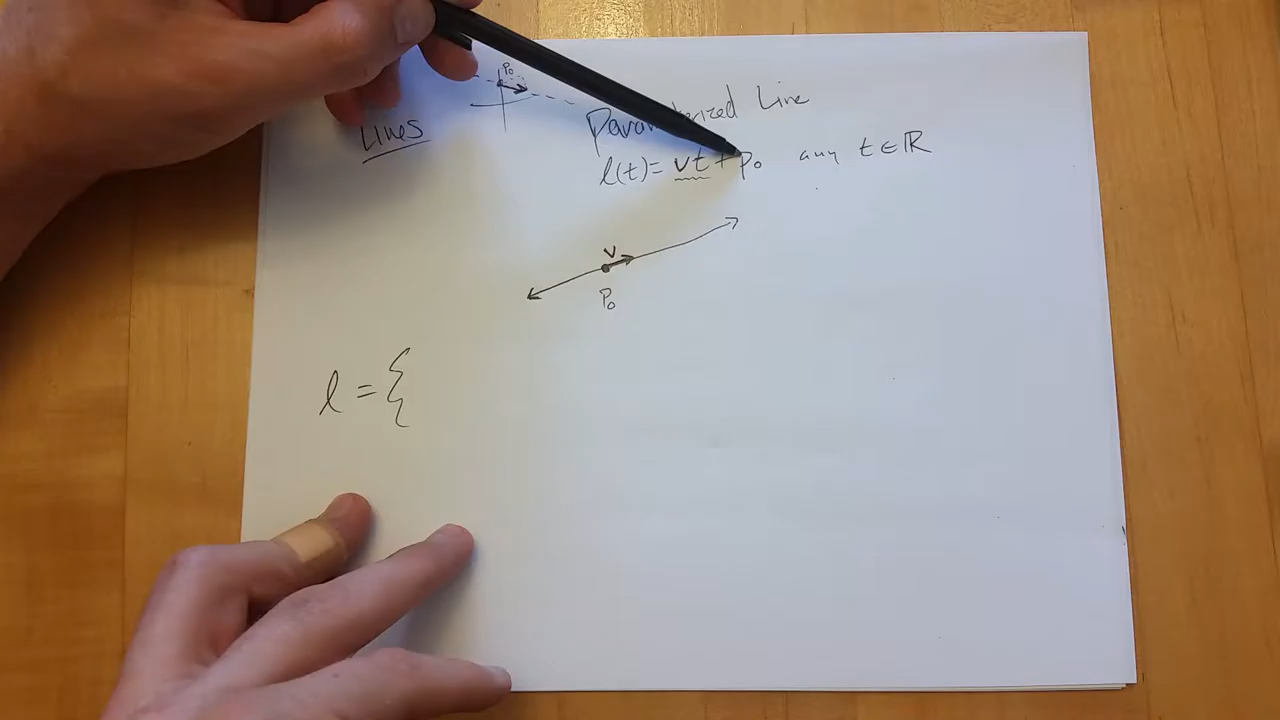 P₀
Lines
Parameterized Line
l(t) = vt + p₀ any t ∈ ℝ
v
P₀
l = {